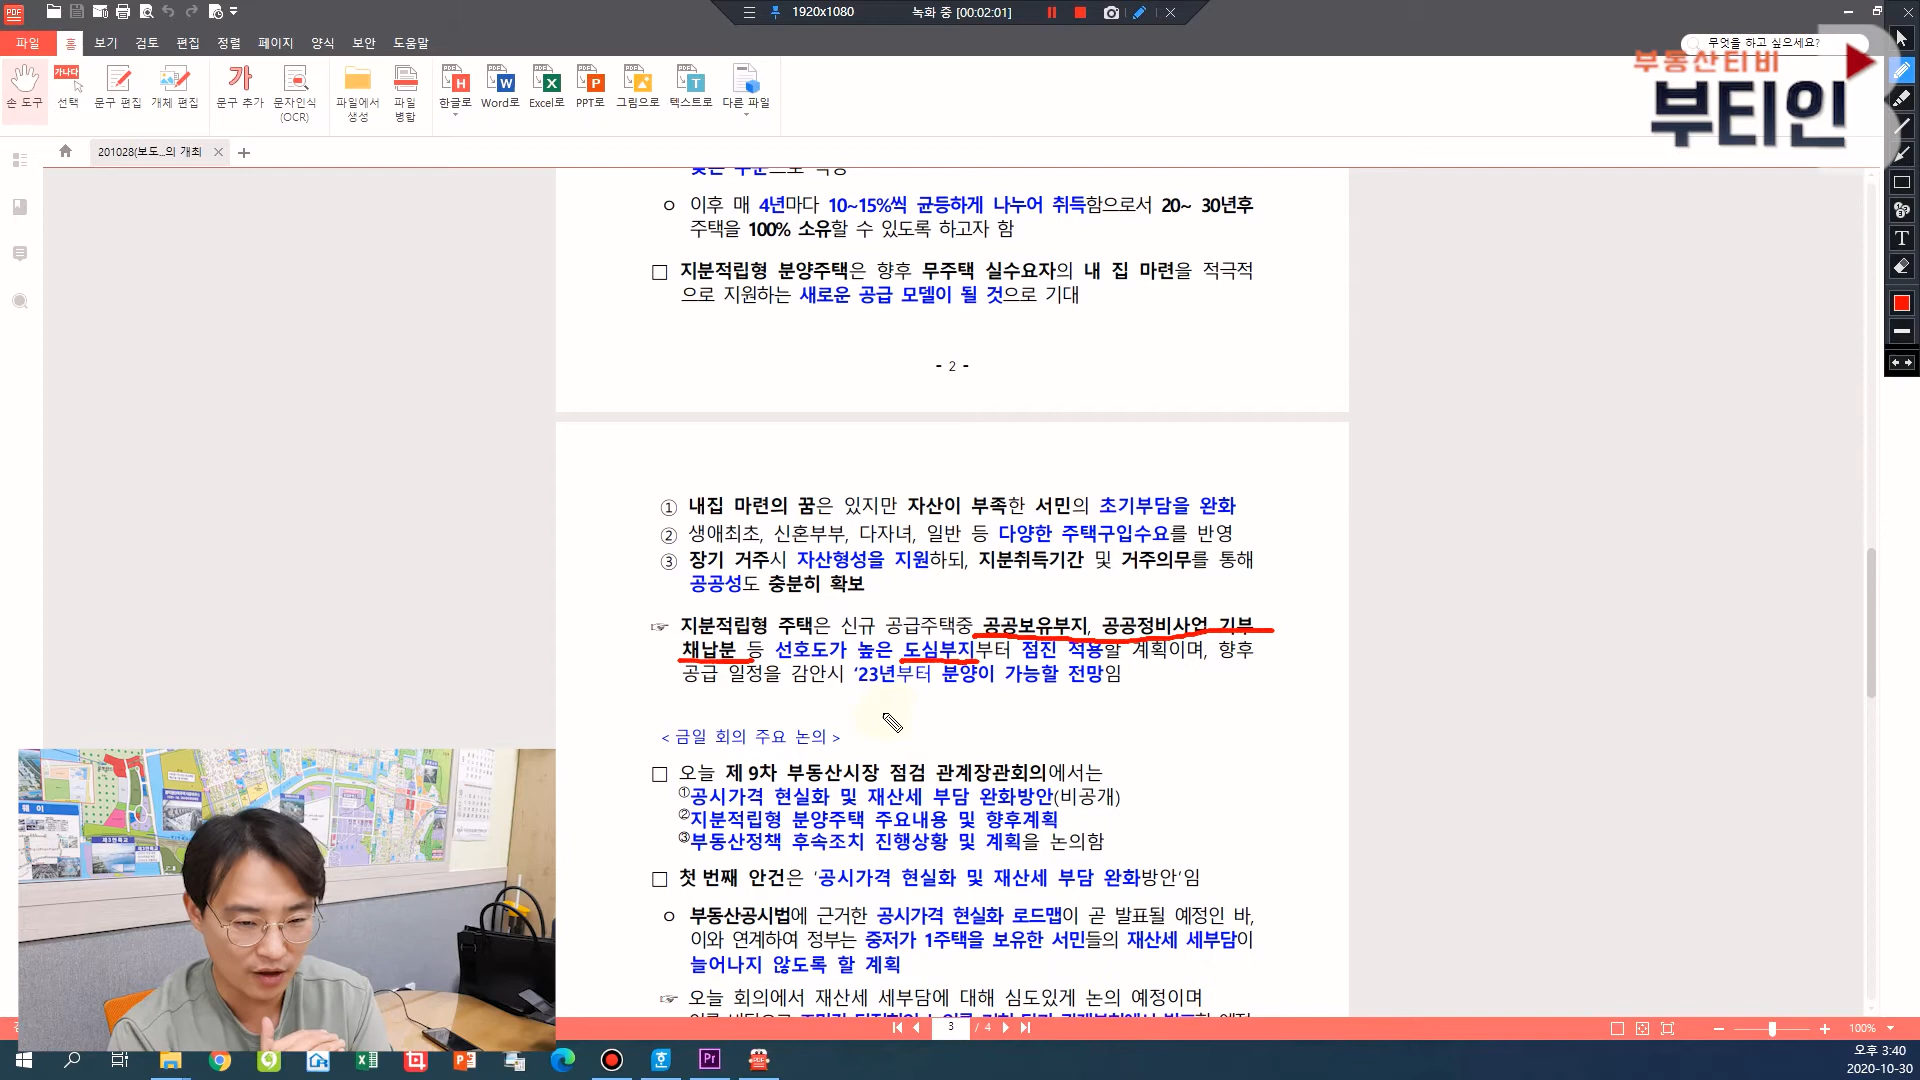 1920x1080
녹화 중 [00:02:01]
파일 홈 보기 검토 편집 정렬 페이지 양식 보안 도움말
무엇을 하고 싶으세요?
부동산티비
부티인
손 도구
선택
문구 편집
개체 편집
문구 추가
문자인식
(OCR)
파일에서
생성
파일
병합
한글로
Word로
Excel로
PPT로
그림으로
텍스트로
다른 파일
201028(보도...의 개최
이후 매 4년마다 10~15%씩 균등하게 나누어 취득함으로서 20~ 30년후
주택을 100% 소유할 수 있도록 하고자 함
□ 지분적립형 분양주택은 향후 무주택 실수요자의 내 집 마련을 적극적
으로 지원하는 새로운 공급 모델이 될 것으로 기대
- 2 -
① 내집 마련의 꿈은 있지만 자산이 부족한 서민의 초기부담을 완화
② 생애최초, 신혼부부, 다자녀, 일반 등 다양한 주택구입수요를 반영
③ 장기 거주시 자산형성을 지원하되, 지분취득기간 및 거주의무를 통해
공공성도 충분히 확보
☞ 지분적립형 주택은 신규 공급주택중 공공보유부지, 공공정비사업 기부
채납분 등 선호도가 높은 도심부지부터 점진 적용할 계획이며, 향후
공급 일정을 감안시 ‘23년부터 분양이 가능할 전망임
< 금일 회의 주요 논의 >
□ 오늘 제 9차 부동산시장 점검 관계장관회의에서는
①공시가격 현실화 및 재산세 부담 완화방안(비공개)
②지분적립형 분양주택 주요내용 및 향후계획
③부동산정책 후속조치 진행상황 및 계획을 논의함
□ 첫 번째 안건은 ‘공시가격 현실화 및 재산세 부담 완화방안‘임
ㅇ 부동산공시법에 근거한 공시가격 현실화 로드맵이 곧 발표될 예정인 바,
이와 연계하여 정부는 중저가 1주택을 보유한 서민들의 재산세 세부담이
늘어나지 않도록 할 계획
☞ 오늘 회의에서 재산세 세부담에 대해 심도있게 논의 예정이며
3 / 4
100%
오후 3:40
2020-10-30